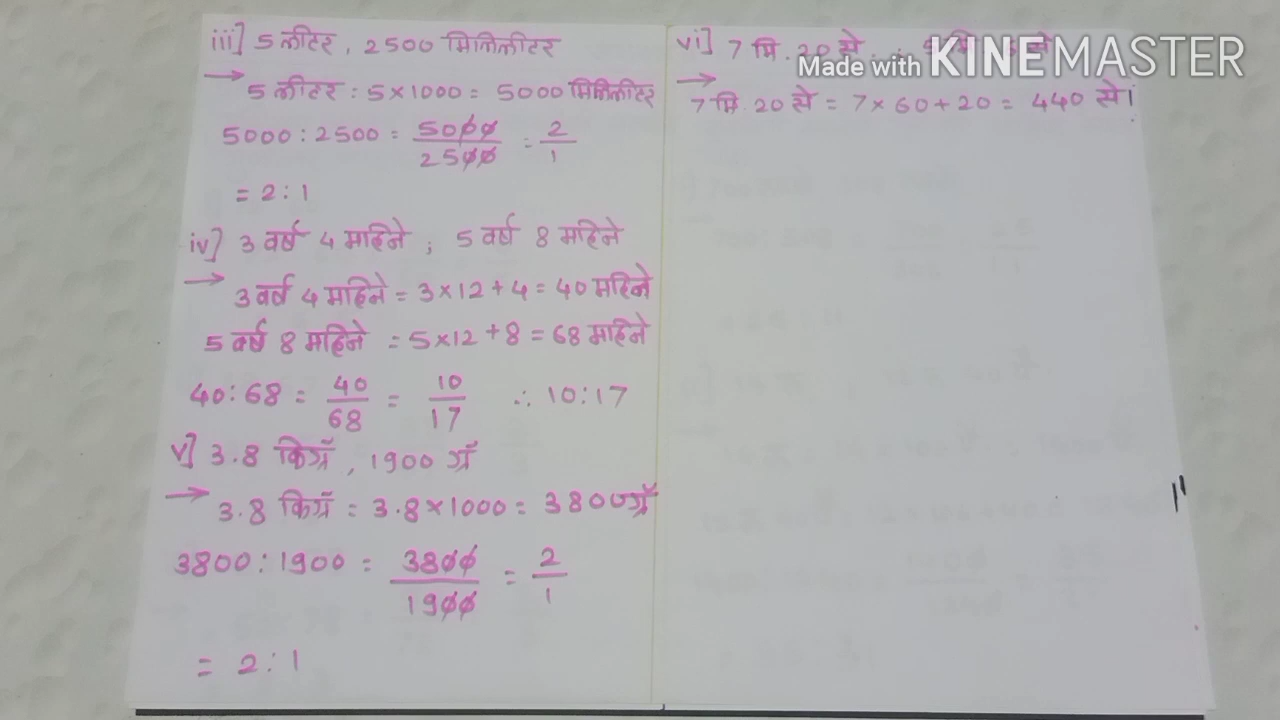 iii] 5 लीटर, 2500 मिलिलीटर
→ 5 लीटर : 5×1000 = 5000 मिलिलीटर
5000 : 2500 = 5000/2500 = 2/1
= 2:1
iv] 3 वर्ष 4 महिने ; 5 वर्ष 8 महिने
→ 3 वर्ष 4 महिने = 3×12+4 = 40 महिने
5 वर्ष 8 महिने = 5×12+8 = 68 महिने
40:68 = 40/68 = 10/17 ∴ 10:17
v] 3.8 किग्रॅ, 1900 ग्रॅ
→ 3.8 किग्रॅ = 3.8×1000 = 3800ग्रॅ
3800:1900 = 3800/1900 = 2/1
= 2:1
vi] 7 मि. 20 से
→ 7 मि. 20 से = 7×60+20 = 440 से
Made with KINEMASTER